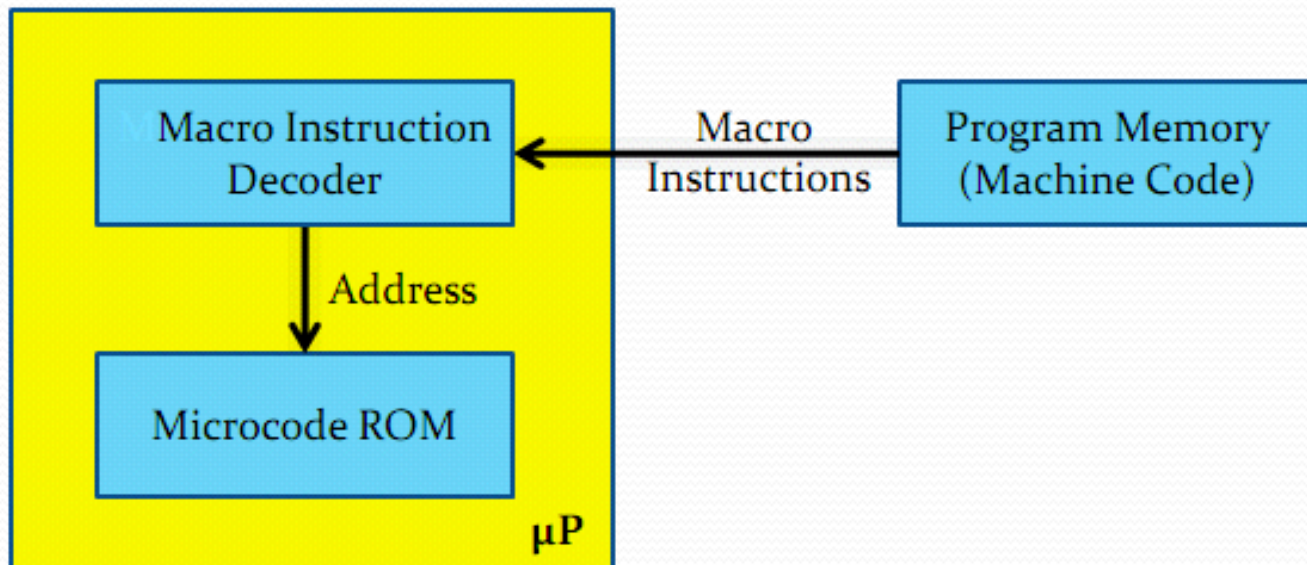 Macro Instruction
Decoder
Macro
Instructions
Program Memory
(Machine Code)
Address
Microcode ROM
μP